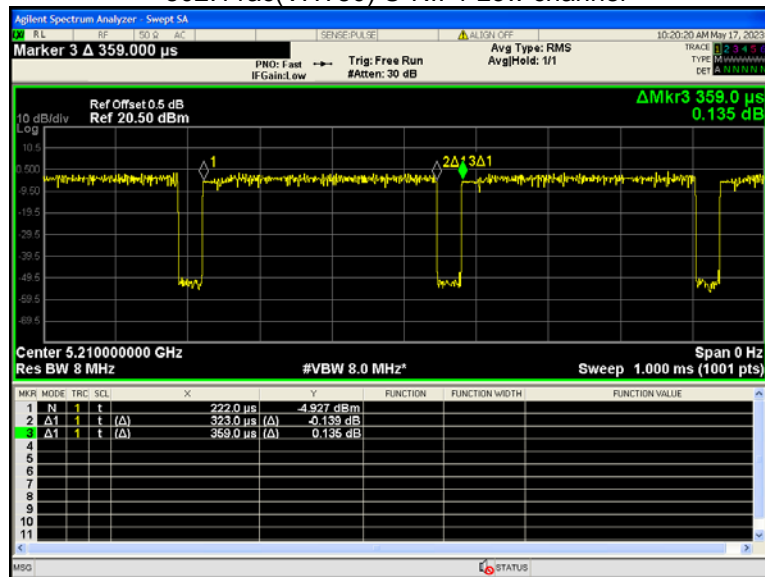 Agilent Spectrum Analyzer - Swept SA
RL RF 50 Ω AC SENSE:PULSE ALIGN OFF 10:20:20 AM May 17, 2023
Marker 3 Δ 359.000 µs
PNO: Fast Trig: Free Run Avg Type: RMS TRACE 1 2 3 4 5 6
IFGain:Low #Atten: 30 dB Avg|Hold: 1/1 TYPE M
DET A N N N N N
ΔMkr3 359.0 µs
0.135 dB
Ref Offset 0.5 dB
10 dB/div Ref 20.50 dBm
Log
10.5
0.500
-9.50
-19.5
-29.5
-39.5
-49.5
-59.5
-69.5
1
2Δ1 3Δ1
Center 5.210000000 GHz Span 0 Hz
Res BW 8 MHz #VBW 8.0 MHz* Sweep 1.000 ms (1001 pts)
MKR MODE TRC SCL X Y FUNCTION FUNCTION WIDTH FUNCTION VALUE
1 N 1 t 222.0 µs -4.927 dBm
2 Δ1 1 t (Δ) 323.0 µs (Δ) -0.139 dB
3 Δ1 1 t (Δ) 359.0 µs (Δ) 0.135 dB
4
5
6
7
8
9
10
11
MSG STATUS